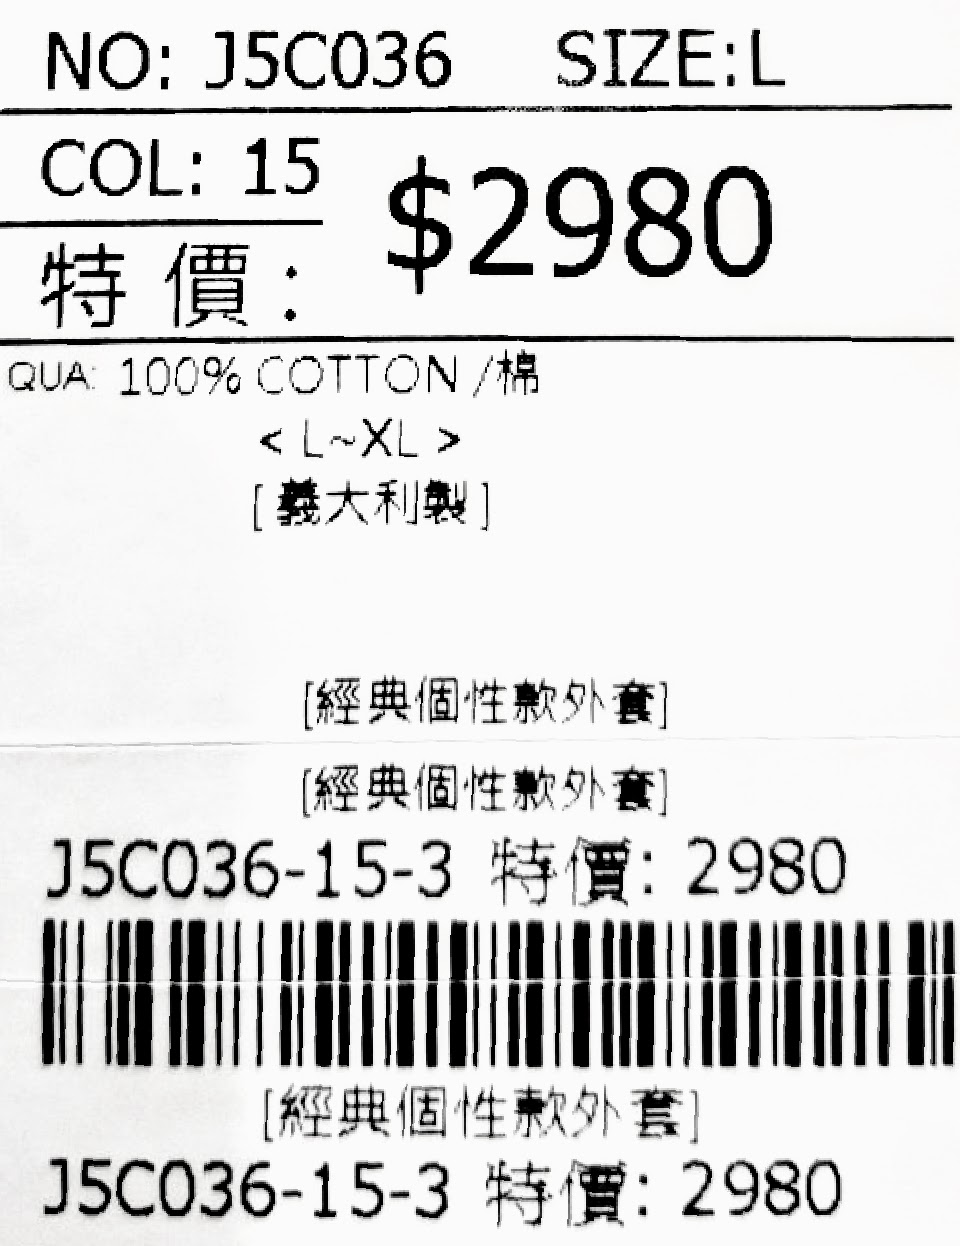 NO: J5C036 SIZE:L
COL: 15
$2980
特價:
QUA: 100% COTTON /棉
< L~XL >
[義大利製]
[經典個性款外套]
[經典個性款外套]
J5C036-15-3 特價: 2980
[經典個性款外套]
J5C036-15-3 特價: 2980